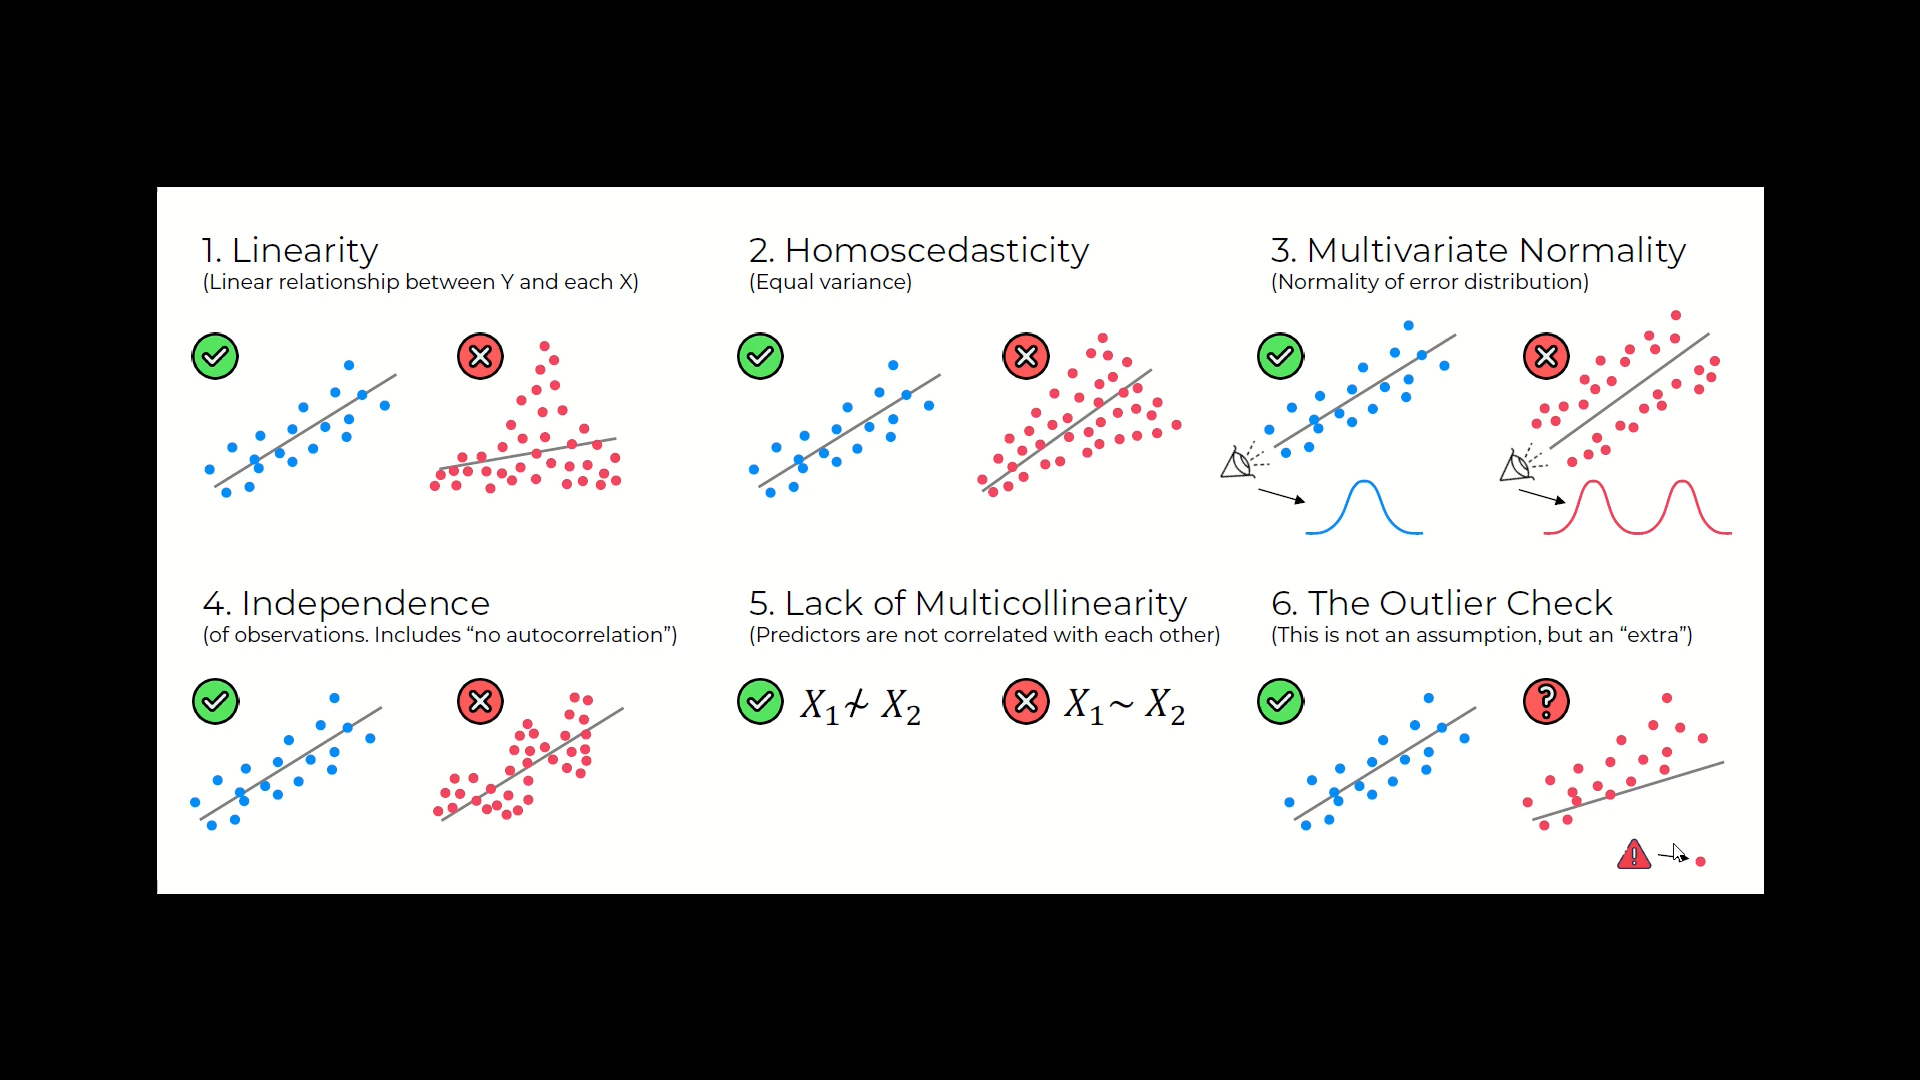 1. Linearity
(Linear relationship between Y and each X)
2. Homoscedasticity
(Equal variance)
3. Multivariate Normality
(Normality of error distribution)
4. Independence
(of observations. Includes “no autocorrelation”)
5. Lack of Multicollinearity
(Predictors are not correlated with each other)
X₁ ≁ X₂
X₁ ~ X₂
6. The Outlier Check
(This is not an assumption, but an “extra”)
?
!